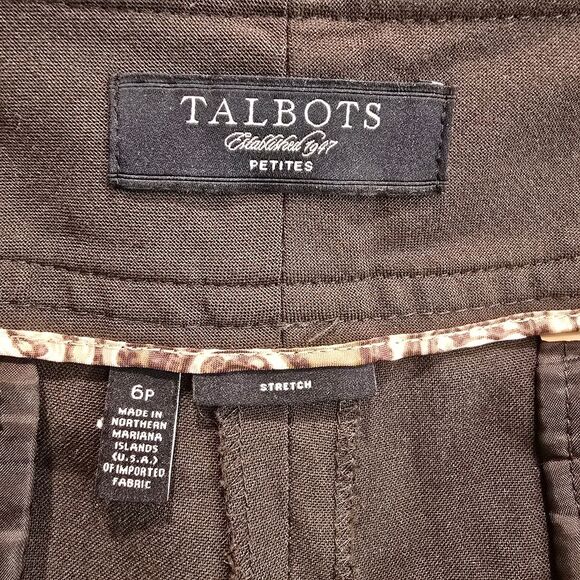 TALBOTS
Established 1947
PETITES
STRETCH
6P
MADE IN
NORTHERN
MARIANA
ISLANDS
(U.S.A.)
OF IMPORTED
FABRIC